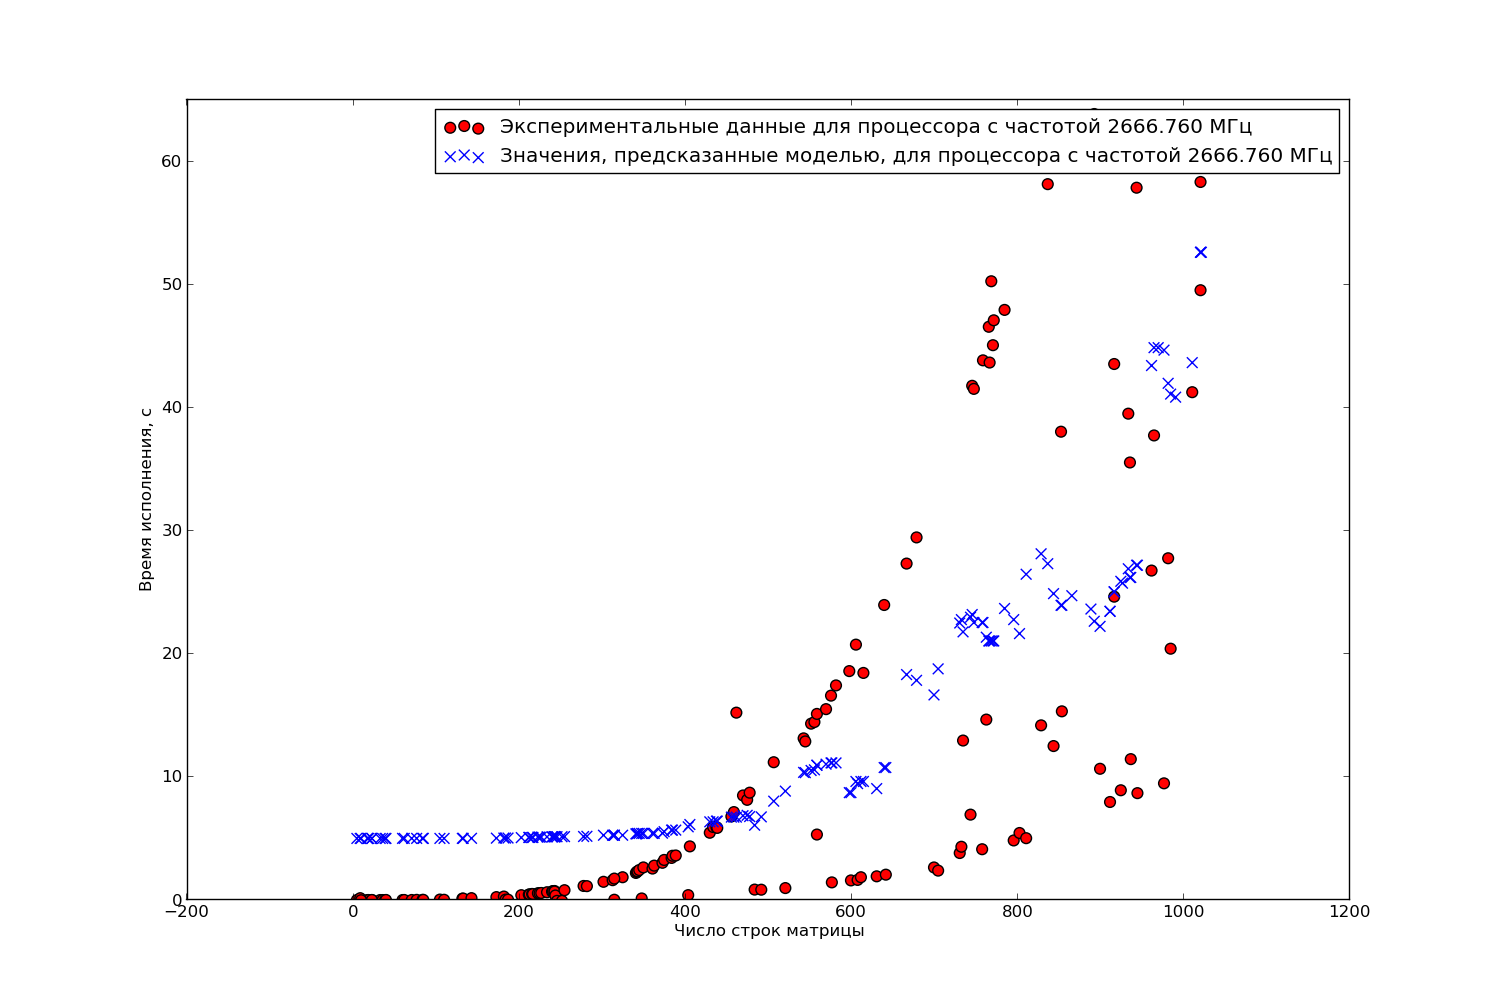 Экспериментальные данные для процессора с частотой 2666.760 МГц
Значения, предсказанные моделью, для процессора с частотой 2666.760 МГц
60
50
40
30
20
10
0
Время исполнения, с
−200 0 200 400 600 800 1000 1200
Число строк матрицы